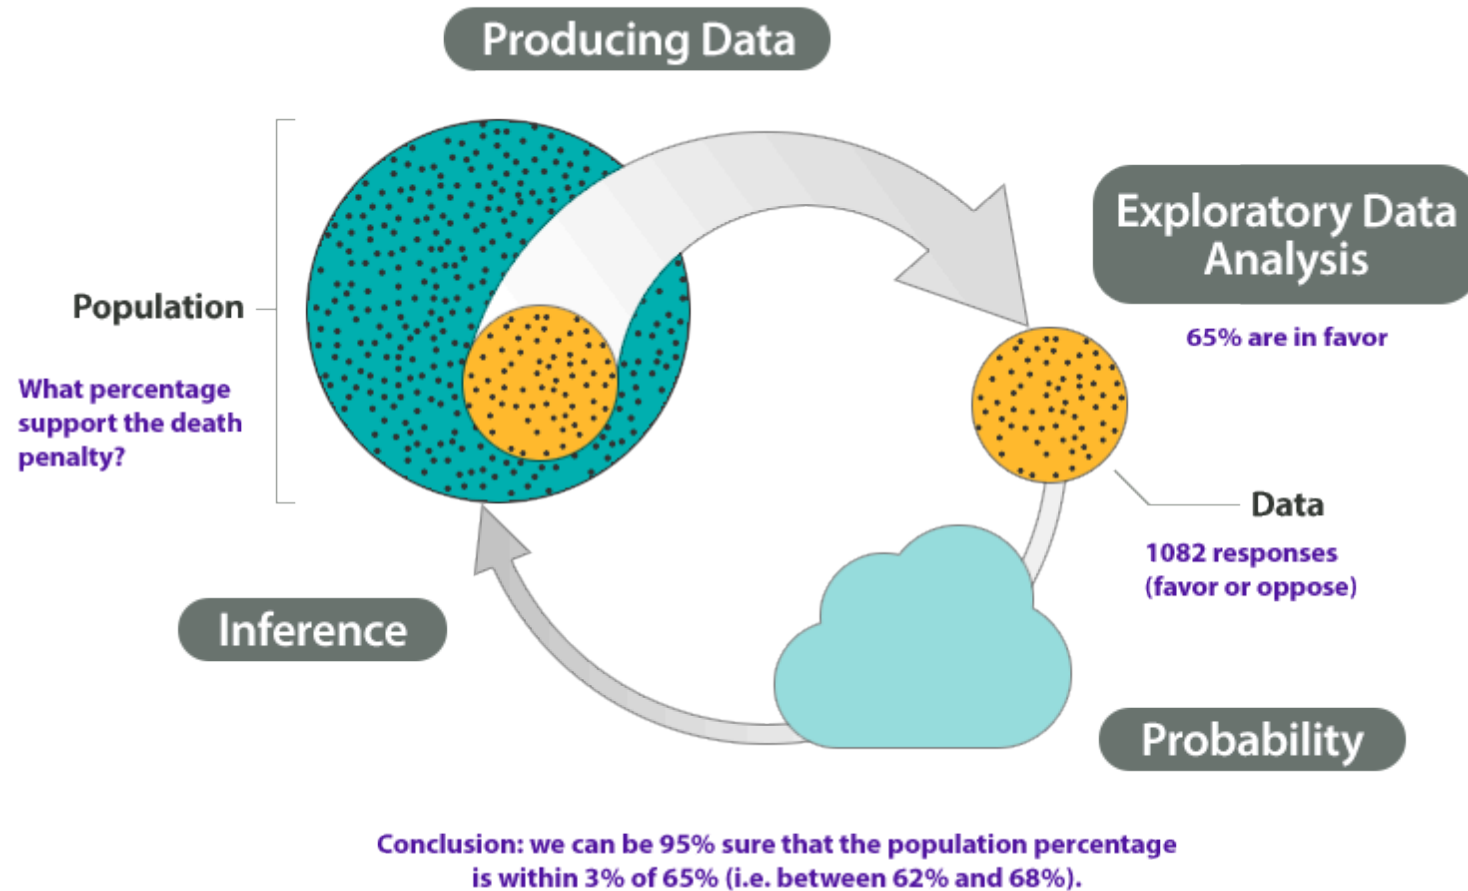 Producing Data
Exploratory Data
Analysis
65% are in favor
Population
What percentage
support the death
penalty?
Data
1082 responses
(favor or oppose)
Inference
Probability
Conclusion: we can be 95% sure that the population percentage
is within 3% of 65% (i.e. between 62% and 68%).